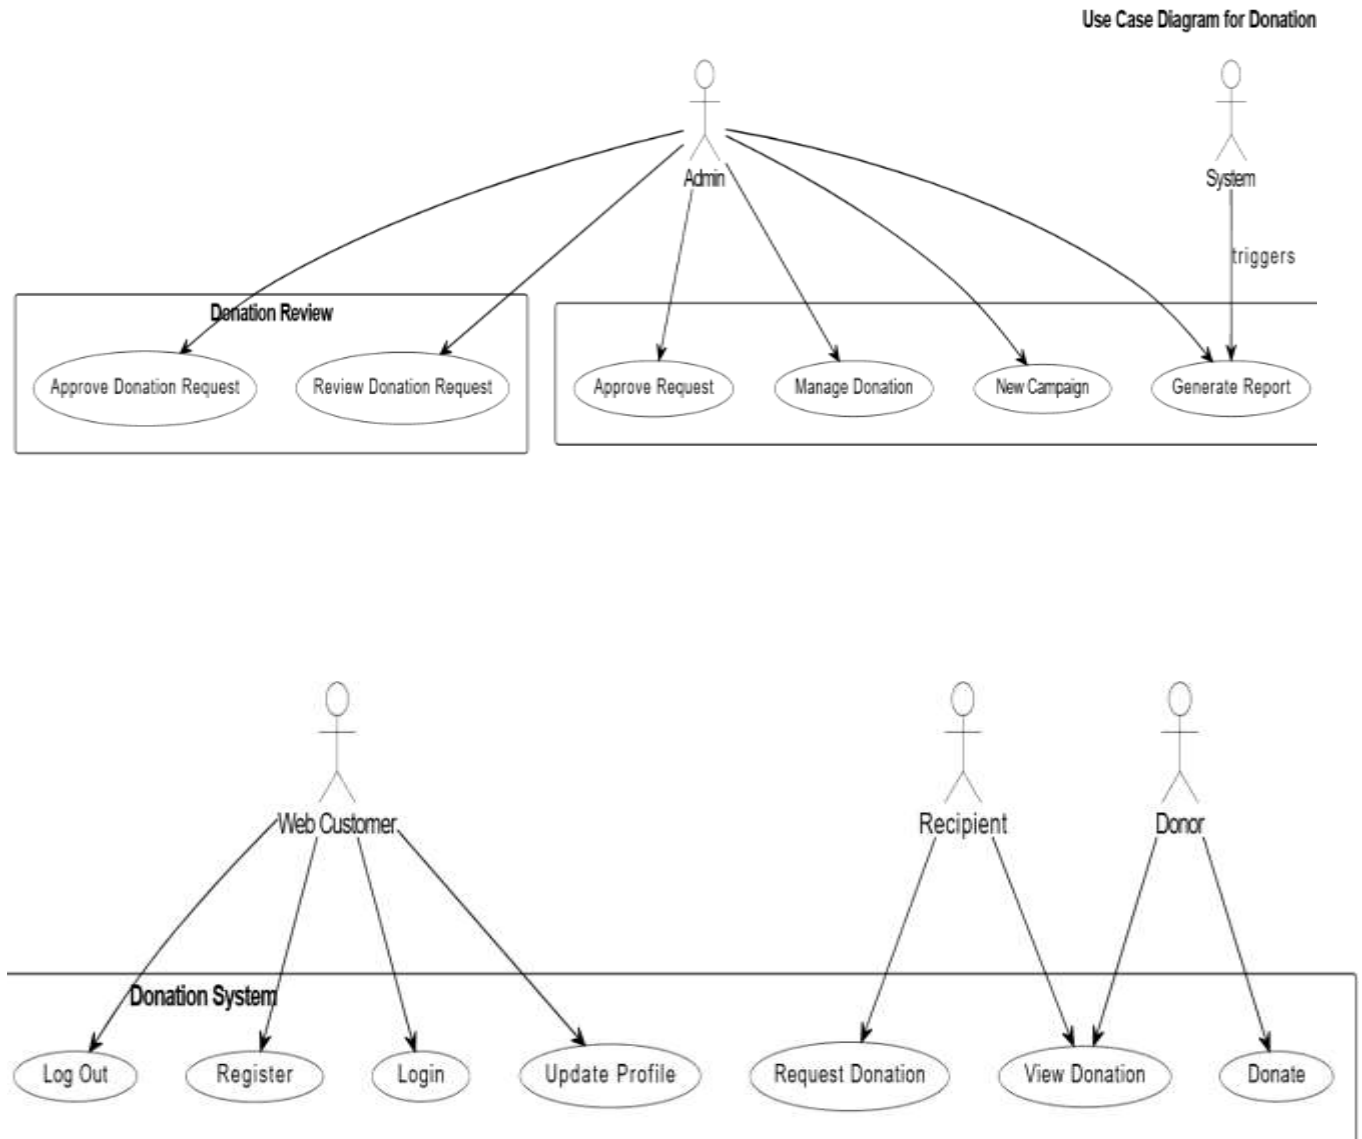 Use Case Diagram for Donation
Admin
System
triggers
Donation Review
Approve Donation Request
Review Donation Request
Approve Request
Manage Donation
New Campaign
Generate Report
Web Customer
Recipient
Donor
Donation System
Log Out
Register
Login
Update Profile
Request Donation
View Donation
Donate